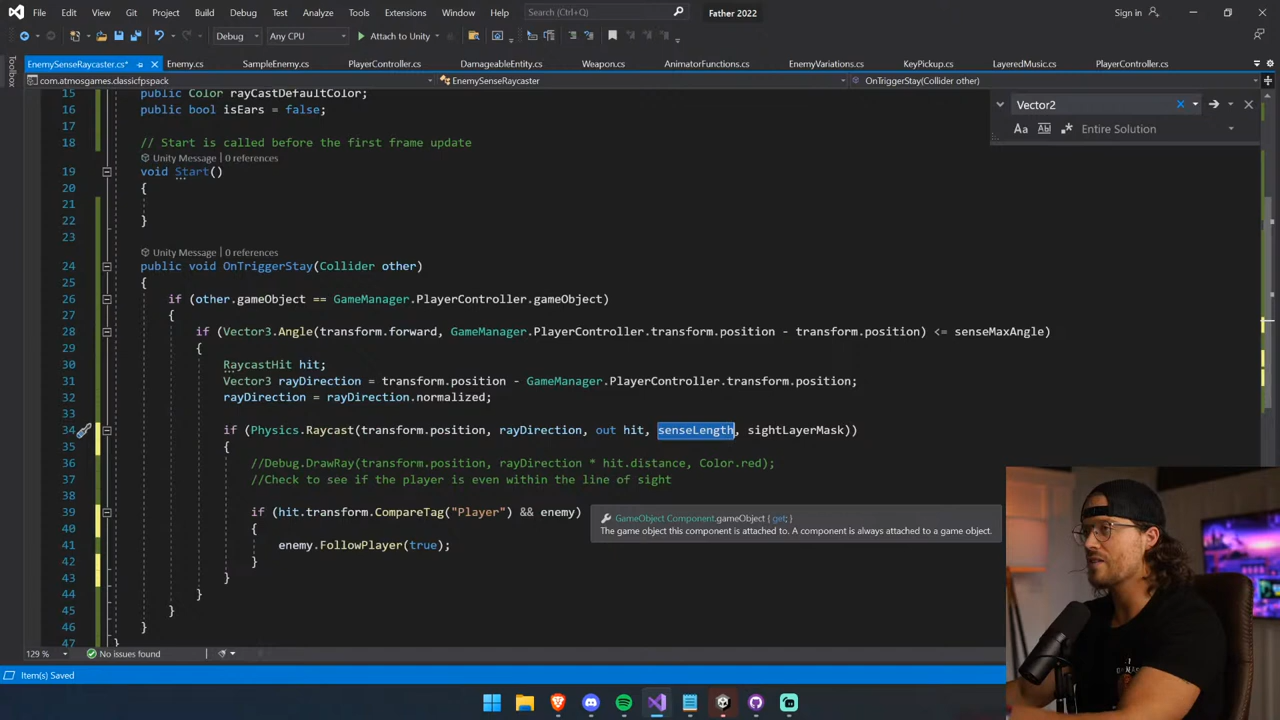 File Edit View Git Project Build Debug Test Analyze Tools Extensions Window Help Search (Ctrl+Q) Father 2022 Sign in
Debug Any CPU Attach to Unity
EnemySenseRaycaster.cs* Enemy.cs SampleEnemy.cs PlayerController.cs DamageableEntity.cs Weapon.cs AnimatorFunctions.cs EnemyVariations.cs KeyPickup.cs LayeredMusic.cs PlayerController.cs
Toolbox
com.atmosgames.classicfpspack EnemySenseRaycaster OnTriggerStay(Collider other)
Vector2
Aa Entire Solution
15 public Color rayCastDefaultColor;
16 public bool isEars = false;
17
18 // Start is called before the first frame update
Unity Message | 0 references
19 void Start()
20 {
21
22 }
23
Unity Message | 0 references
24 public void OnTriggerStay(Collider other)
25 {
26 if (other.gameObject == GameManager.PlayerController.gameObject)
27 {
28 if (Vector3.Angle(transform.forward, GameManager.PlayerController.transform.position - transform.position) <= senseMaxAngle)
29 {
30 RaycastHit hit;
31 Vector3 rayDirection = transform.position - GameManager.PlayerController.transform.position;
32 rayDirection = rayDirection.normalized;
33
34 if (Physics.Raycast(transform.position, rayDirection, out hit, senseLength, sightLayerMask))
35 {
36 //Debug.DrawRay(transform.position, rayDirection * hit.distance, Color.red);
37 //Check to see if the player is even within the line of sight
38
39 if (hit.transform.CompareTag("Player") && enemy)
GameObject Component.gameObject { get; }
The game object this component is attached to. A component is always attached to a game object.
40 {
41 enemy.FollowPlayer(true);
42 }
43 }
44 }
45 }
46 }
47 }
129 % No issues found
Item(s) Saved